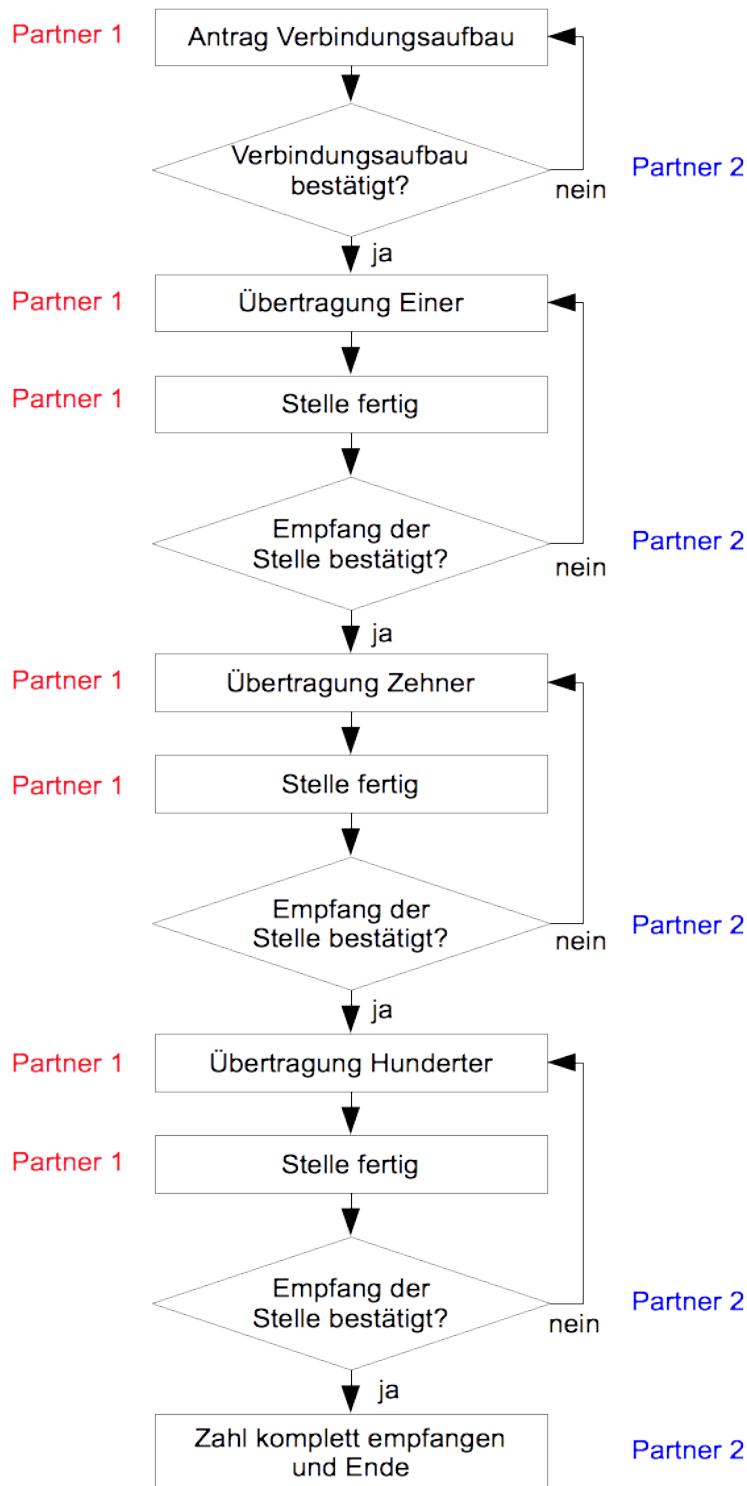 Partner 1
Antrag Verbindungsaufbau
Verbindungsaufbau
bestätigt?
Partner 2
nein
ja
Partner 1
Übertragung Einer
Partner 1
Stelle fertig
Empfang der
Stelle bestätigt?
Partner 2
nein
ja
Partner 1
Übertragung Zehner
Partner 1
Stelle fertig
Empfang der
Stelle bestätigt?
Partner 2
nein
ja
Partner 1
Übertragung Hunderter
Partner 1
Stelle fertig
Empfang der
Stelle bestätigt?
Partner 2
nein
ja
Zahl komplett empfangen
und Ende
Partner 2